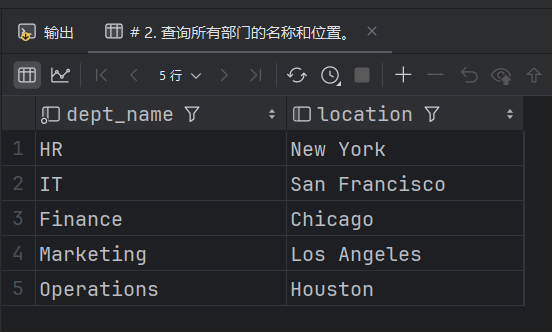 输出 # 2. 查询所有部门的名称和位置。
5 行
dept_name location
1 HR New York
2 IT San Francisco
3 Finance Chicago
4 Marketing Los Angeles
5 Operations Houston